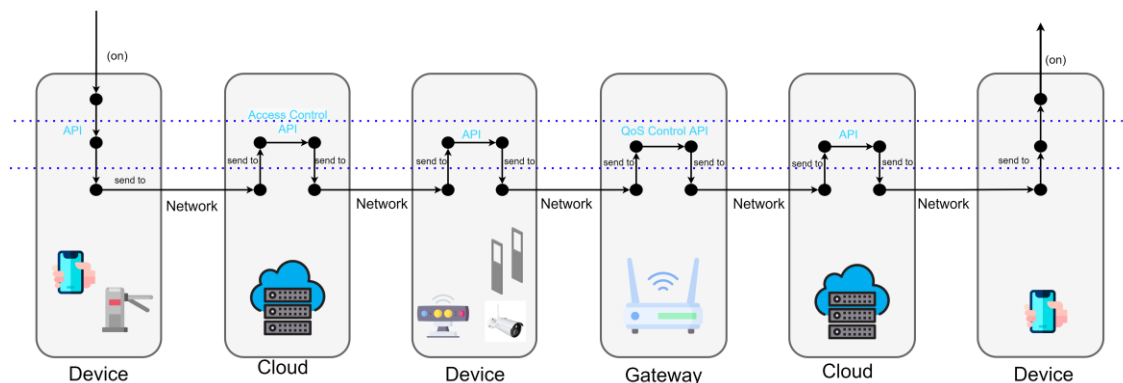 (on)
(on)
Access Control
API
API
API
QoS Control API
API
send to
send to
send to
send to
send to
send to
send to
send to
send to
send to
Network
Network
Network
Network
Network
Device
Cloud
Device
Gateway
Cloud
Device